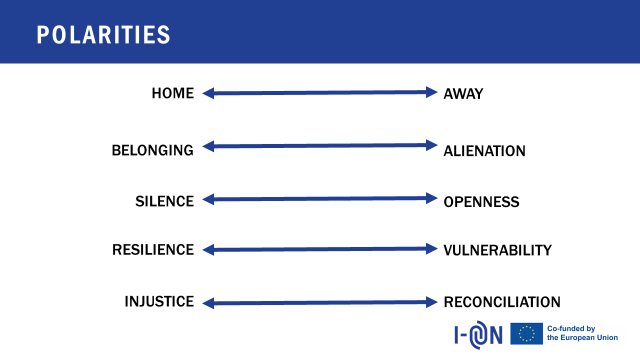 POLARITIES
HOME AWAY
BELONGING ALIENATION
SILENCE OPENNESS
RESILIENCE VULNERABILITY
INJUSTICE RECONCILIATION
I-ON Co-funded by
the European Union